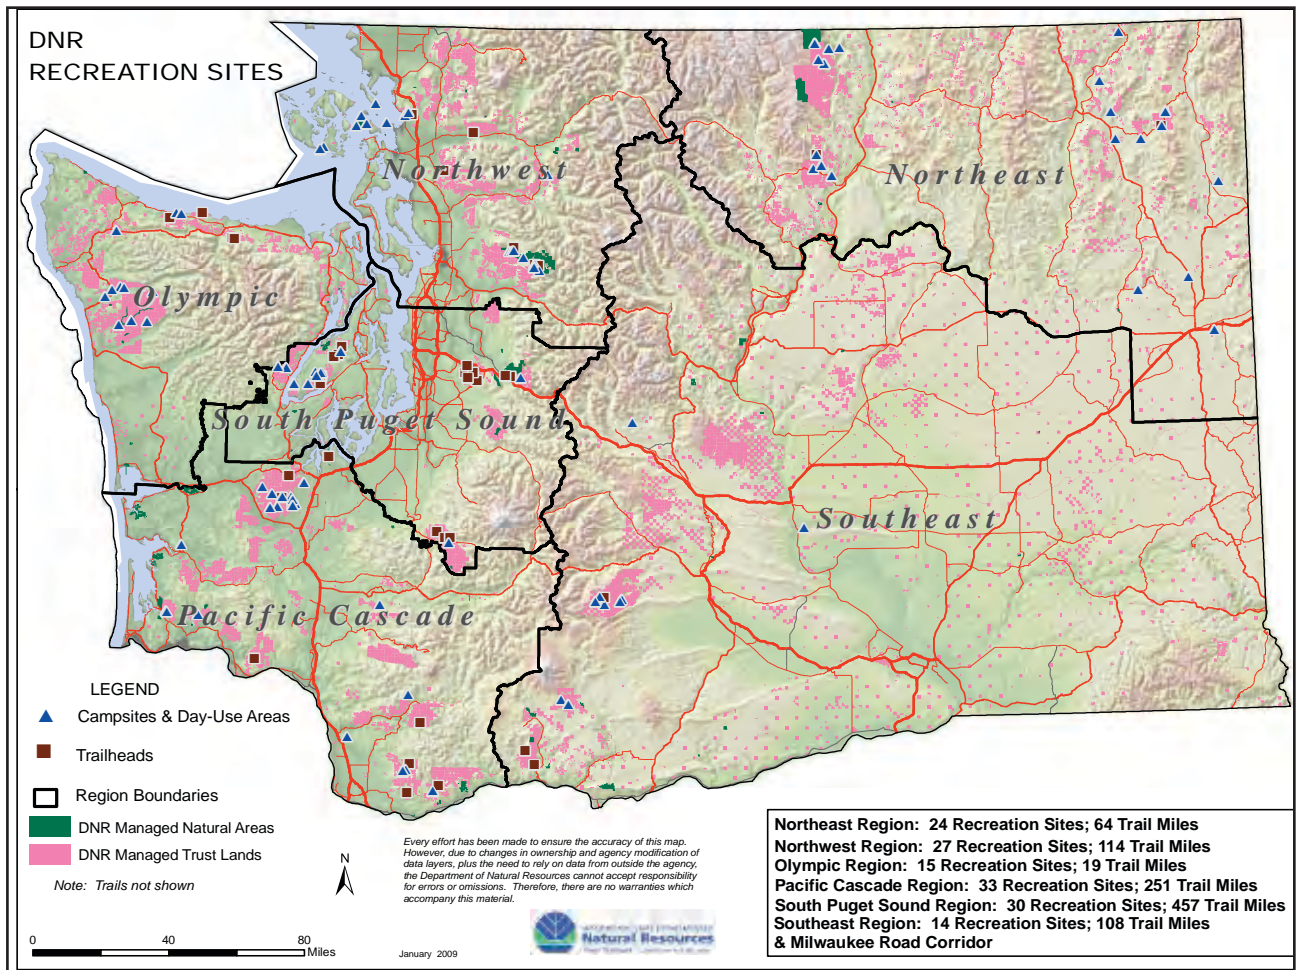 DNR
RECREATION SITES
Northwest
Northeast
Olympic
South Puget Sound
Southeast
Pacific Cascade
LEGEND
Campsites & Day-Use Areas
Trailheads
Region Boundaries
DNR Managed Natural Areas
DNR Managed Trust Lands
Note: Trails not shown
0 40 80
Miles
N
Every effort has been made to ensure the accuracy of this map.
However, due to changes in ownership and agency modification of
data layers, plus the need to rely on data from outside the agency,
the Department of Natural Resources cannot accept responsibility
for errors or omissions. Therefore, there are no warranties which
accompany this material.
January 2009
Natural Resources
Northeast Region: 24 Recreation Sites; 64 Trail Miles
Northwest Region: 27 Recreation Sites; 114 Trail Miles
Olympic Region: 15 Recreation Sites; 19 Trail Miles
Pacific Cascade Region: 33 Recreation Sites; 251 Trail Miles
South Puget Sound Region: 30 Recreation Sites; 457 Trail Miles
Southeast Region: 14 Recreation Sites; 108 Trail Miles
& Milwaukee Road Corridor